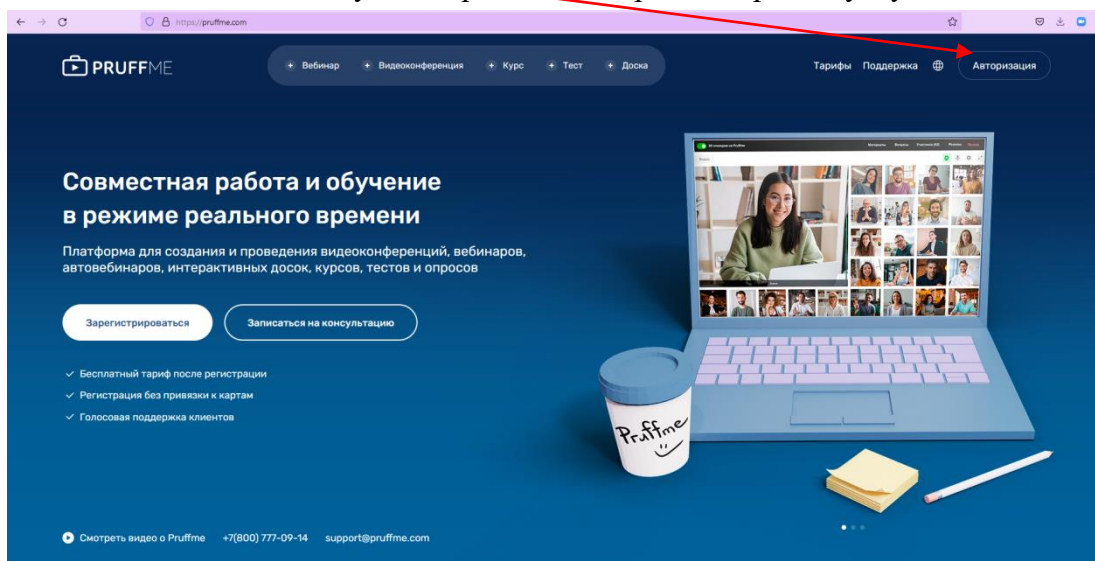 https://pruffme.com
PRUFFME
Вебинар Видеоконференция Курс Тест Доска
Тарифы Поддержка Авторизация
Совместная работа и обучение
в режиме реального времени
Платформа для создания и проведения видеоконференций, вебинаров,
автовебинаров, интерактивных досок, курсов, тестов и опросов
Зарегистрироваться Записаться на консультацию
Бесплатный тариф после регистрации
Регистрация без привязки к картам
Голосовая поддержка клиентов
Pruffme
Смотреть видео о Pruffme +7(800) 777-09-14 support@pruffme.com